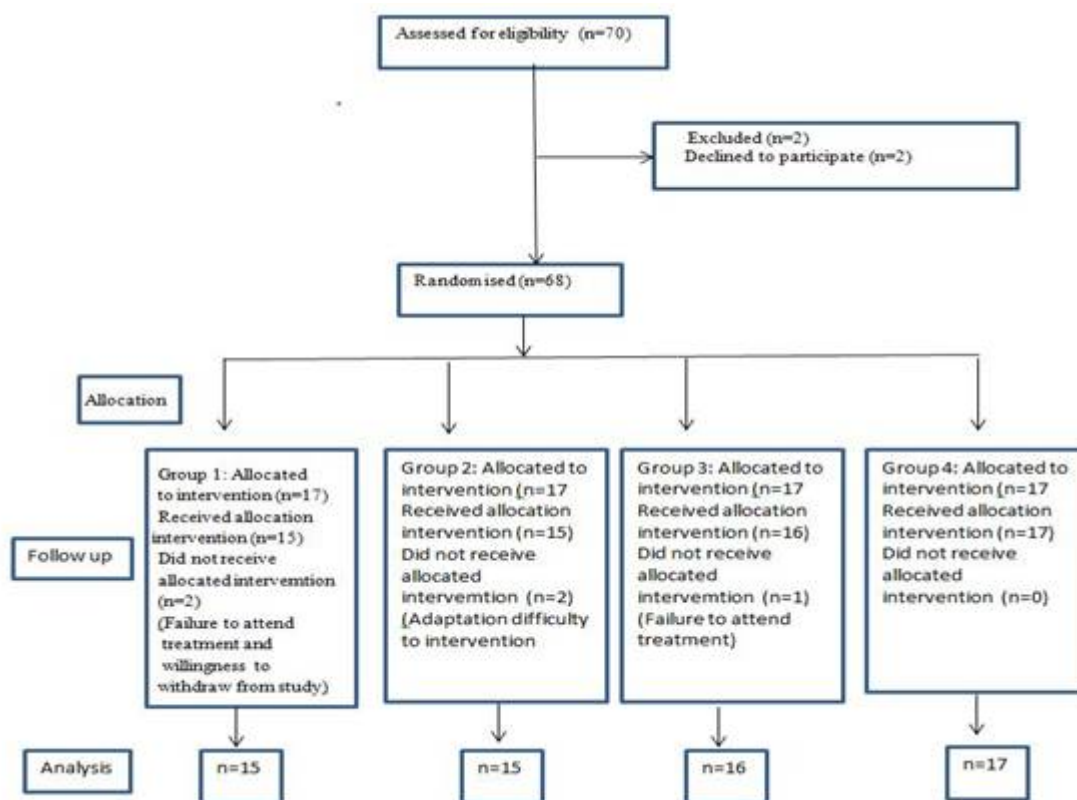 Assessed for eligibility (n=70)
Excluded (n=2)
Declined to participate (n=2)
Randomised (n=68)
Allocation
Group 1: Allocated
to intervention (n=17)
Received allocation
intervention (n=15)
Did not receive
allocated intervemtion
(n=2)
(Failure to attend
treatment and
willingness to
withdraw from study)
Group 2: Allocated to
intervention (n=17
Received allocation
intervention (n=15)
Did not receive
allocated
intervemtion (n=2)
(Adaptation difficulty
to intervention
Group 3: Allocated to
intervention (n=17
Received allocation
intervention (n=16)
Did not receive
allocated
intervemtion (n=1)
(Failure to attend
treatment)
Group 4: Allocated to
intervention (n=17
Received allocation
intervention (n=17)
Did not receive
allocated
intervention (n=0)
Follow up
Analysis
n=15
n=15
n=16
n=17